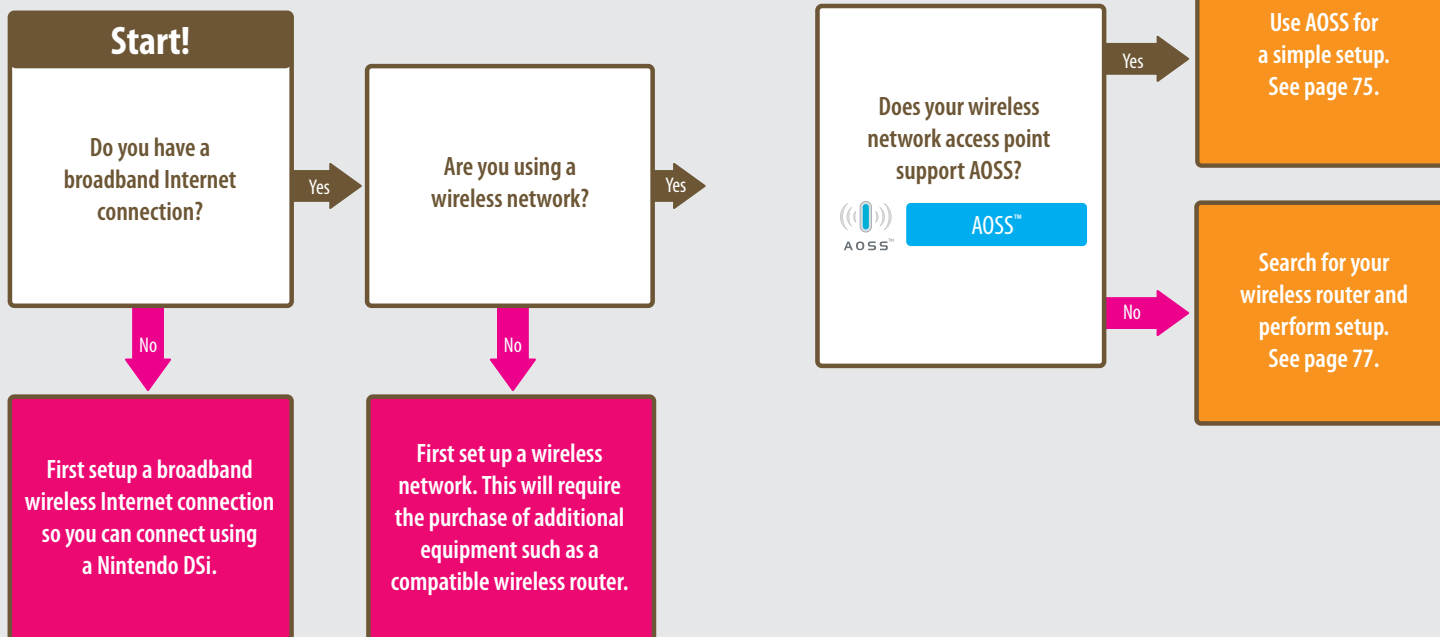 Start!
Do you have a
broadband Internet
connection?
Yes
No
First setup a broadband
wireless Internet connection
so you can connect using
a Nintendo DSi.
Are you using a
wireless network?
Yes
No
First set up a wireless
network. This will require
the purchase of additional
equipment such as a
compatible wireless router.
Does your wireless
network access point
support AOSS?
AOSS™
AOSS™
Yes
Use AOSS for
a simple setup.
See page 75.
No
Search for your
wireless router and
perform setup.
See page 77.